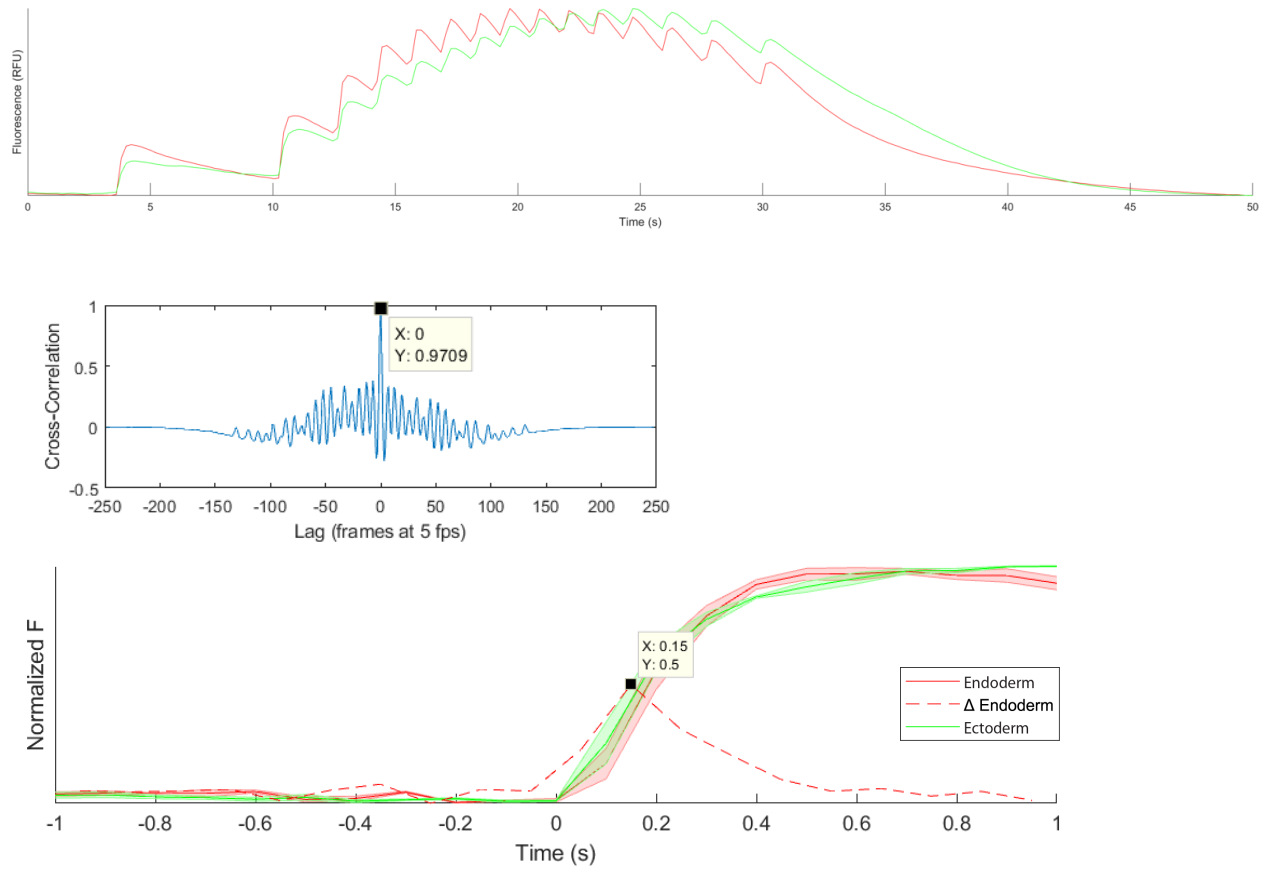 Fluorescence (RFU)
0 5 10 15 20 25 30 35 40 45 50
Time (s)
Cross-Correlation
1
0.5
0
-0.5
X: 0
Y: 0.9709
-250 -200 -150 -100 -50 0 50 100 150 200 250
Lag (frames at 5 fps)
Normalized F
X: 0.15
Y: 0.5
Endoderm
Δ Endoderm
Ectoderm
-1 -0.8 -0.6 -0.4 -0.2 0 0.2 0.4 0.6 0.8 1
Time (s)